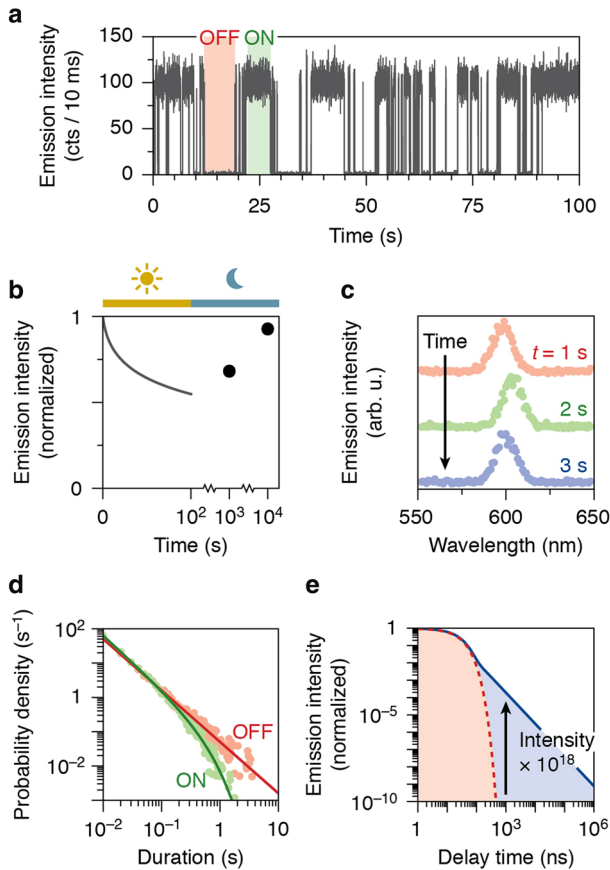 a
OFF ON
Emission intensity
(cts / 10 ms)
150
100
50
0
0 25 50 75 100
Time (s)
b
Emission intensity
(normalized)
1
0
0 10² 10³ 10⁴
Time (s)
c
Emission intensity
(arb. u.)
Time
t = 1 s
2 s
3 s
550 600 650
Wavelength (nm)
d
Probability density (s⁻¹)
10²
1
10⁻²
OFF
ON
10⁻² 10⁻¹ 1 10
Duration (s)
e
Emission intensity
(normalized)
1
10⁻⁵
10⁻¹⁰
Intensity
× 10¹⁸
1 10³ 10⁶
Delay time (ns)